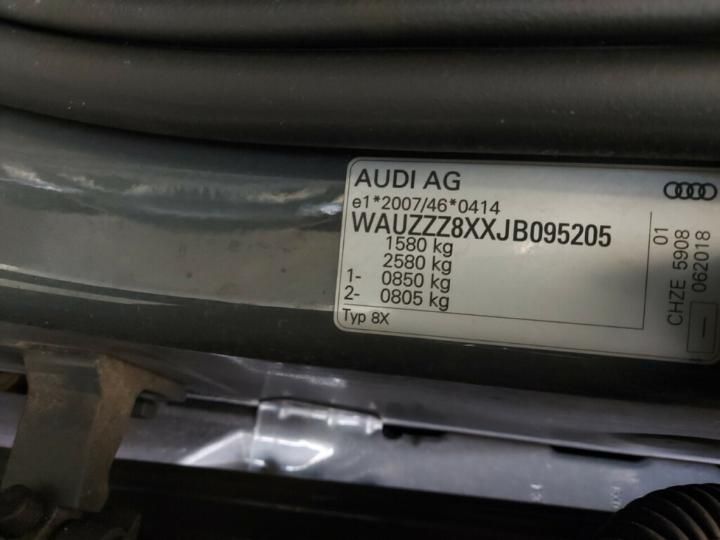 AUDI AG
e1*2007/46*0414
WAUZZZ8XXJB095205
1580 kg
2580 kg
1- 0850 kg
2- 0805 kg
Typ 8X
01
CHZE 5908
062018
—